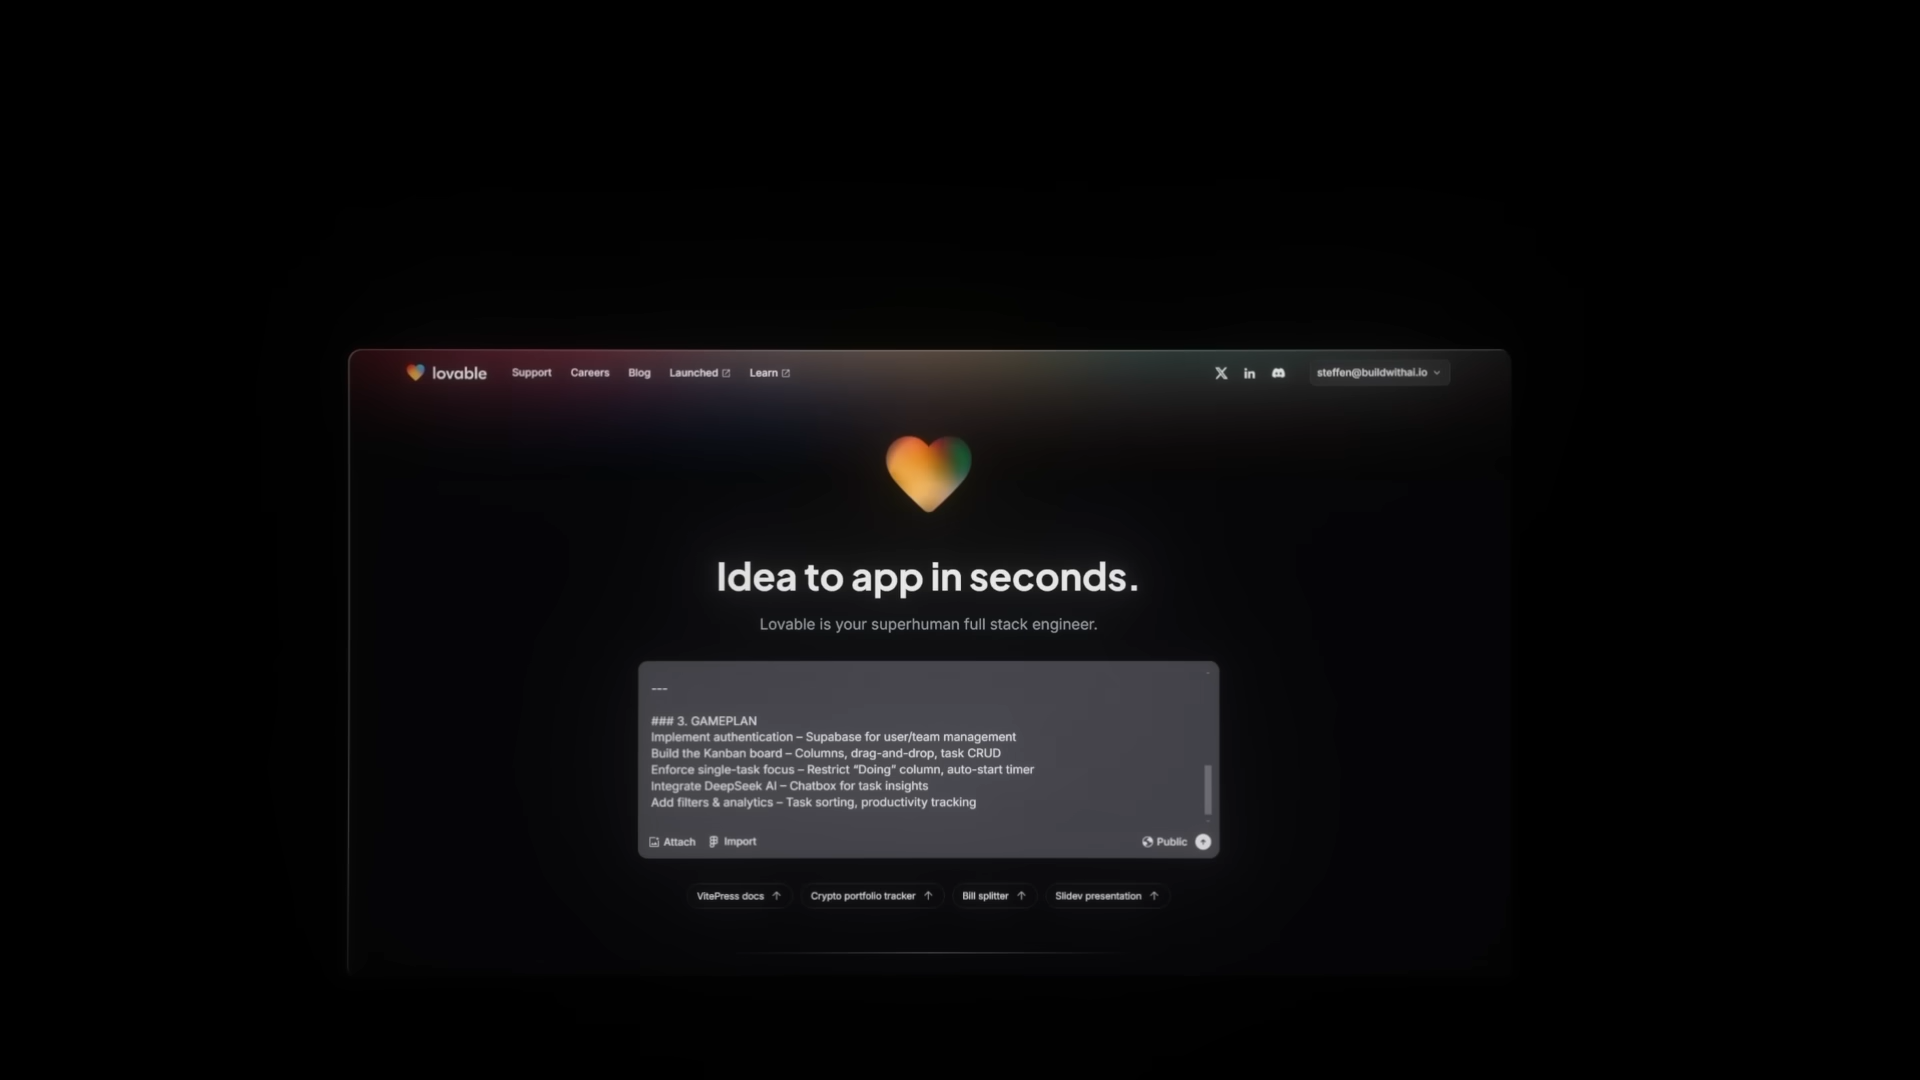 lovable Support Careers Blog Launched Learn steffen@buildwithai.io
Idea to app in seconds.
Lovable is your superhuman full stack engineer.
---
### 3. GAMEPLAN
Implement authentication – Supabase for user/team management
Build the Kanban board – Columns, drag-and-drop, task CRUD
Enforce single-task focus – Restrict “Doing” column, auto-start timer
Integrate DeepSeek AI – Chatbox for task insights
Add filters & analytics – Task sorting, productivity tracking
Attach Import Public
VitePress docs Crypto portfolio tracker Bill splitter Slidev presentation